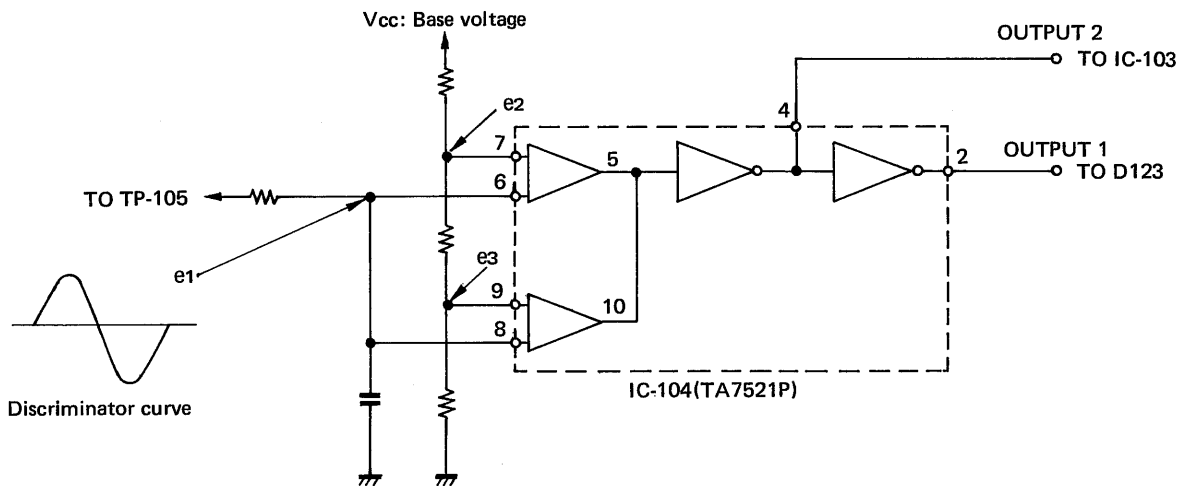 Vcc: Base voltage
OUTPUT 2
TO IC-103
e2
4
7
5
2
OUTPUT 1
TO D123
6
TO TP-105
e1
e3
9
10
8
IC-104(TA7521P)
Discriminator curve